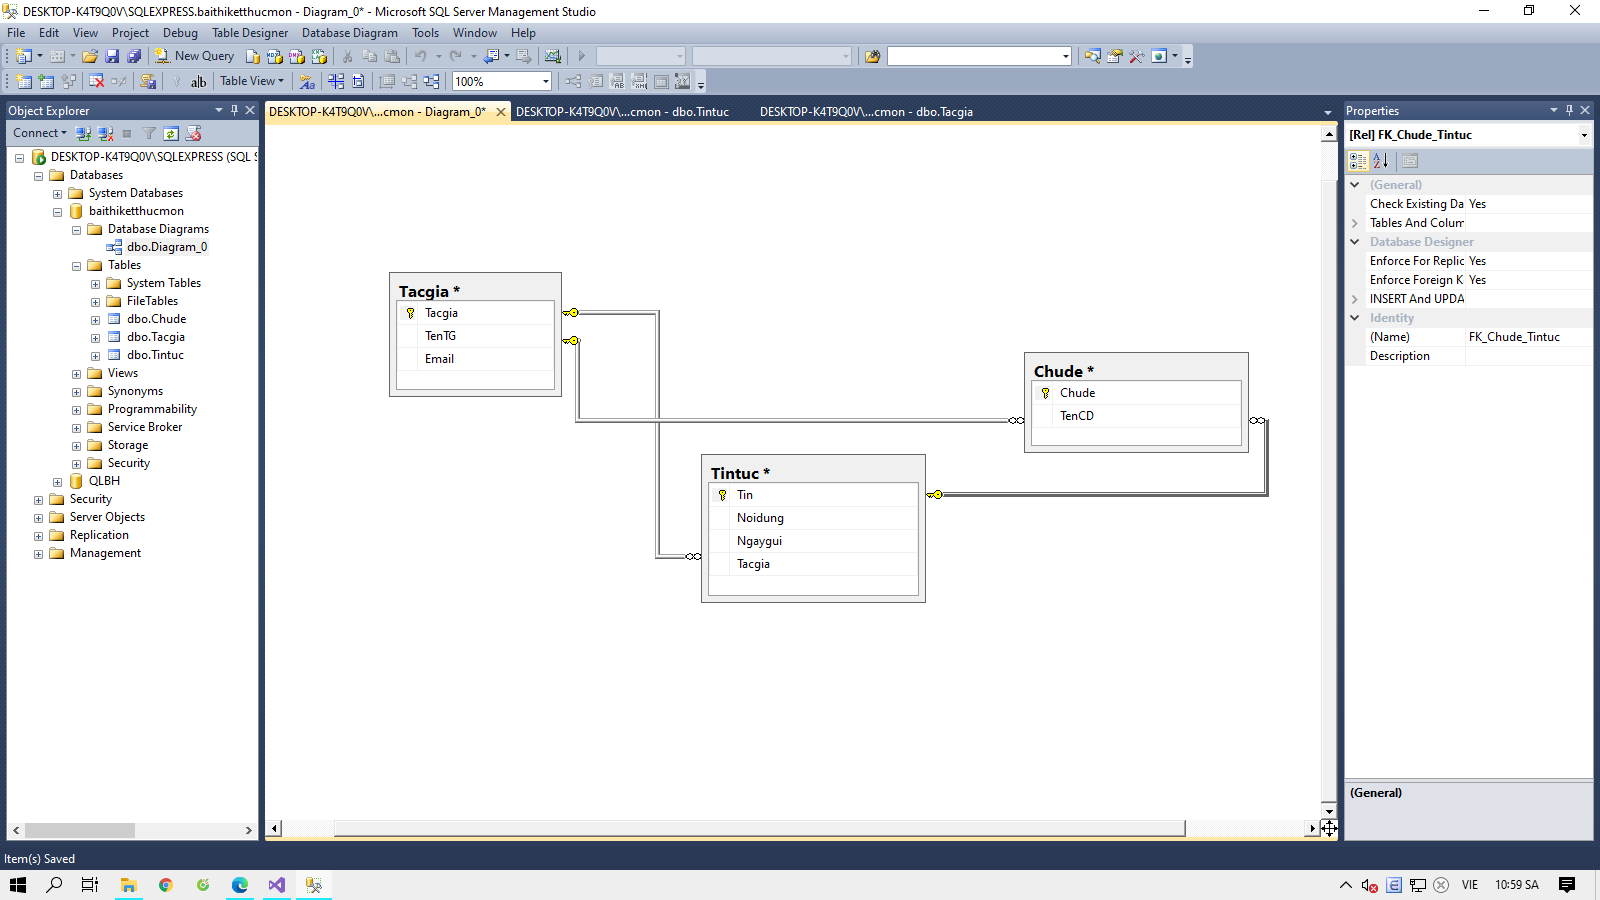 DESKTOP-K4T9Q0V\SQLEXPRESS.baithiketthucmon - Diagram_0* - Microsoft SQL Server Management Studio
File Edit View Project Debug Table Designer Database Diagram Tools Window Help
New Query
Table View 100%
Object Explorer
Connect
DESKTOP-K4T9Q0V\SQLEXPRESS (SQL S
Databases
System Databases
baithiketthucmon
Database Diagrams
dbo.Diagram_0
Tables
System Tables
FileTables
dbo.Chude
dbo.Tacgia
dbo.Tintuc
Views
Synonyms
Programmability
Service Broker
Storage
Security
QLBH
Security
Server Objects
Replication
Management
DESKTOP-K4T9Q0V\...cmon - Diagram_0* DESKTOP-K4T9Q0V\...cmon - dbo.Tintuc DESKTOP-K4T9Q0V\...cmon - dbo.Tacgia
Tacgia *
Tacgia
TenTG
Email
Chude *
Chude
TenCD
Tintuc *
Tin
Noidung
Ngaygui
Tacgia
Properties
[Rel] FK_Chude_Tintuc
(General)
Check Existing Da Yes
Tables And Colum
Database Designer
Enforce For Replic Yes
Enforce Foreign K Yes
INSERT And UPDA
Identity
(Name) FK_Chude_Tintuc
Description
(General)
Item(s) Saved
VIE 10:59 SA